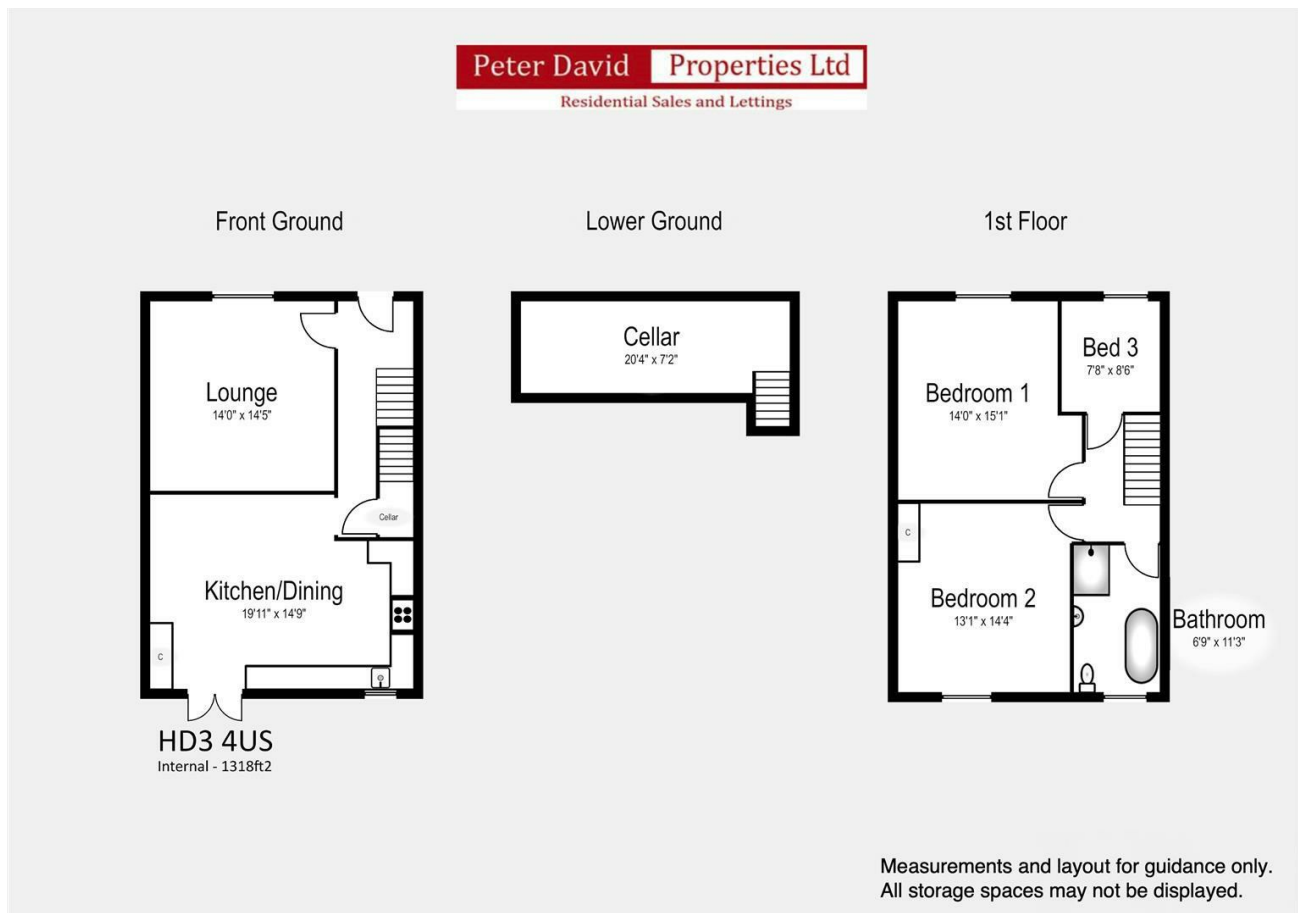 Peter David Properties Ltd
Residential Sales and Lettings
Front Ground
Lower Ground
1st Floor
Lounge
14'0" x 14'5"
Cellar
Kitchen/Dining
19'11" x 14'9"
C
HD3 4US
Internal - 1318ft2
Cellar
20'4" x 7'2"
Bedroom 1
14'0" x 15'1"
Bed 3
7'8" x 8'6"
C
Bedroom 2
13'1" x 14'4"
Bathroom
6'9" x 11'3"
Measurements and layout for guidance only.
All storage spaces may not be displayed.